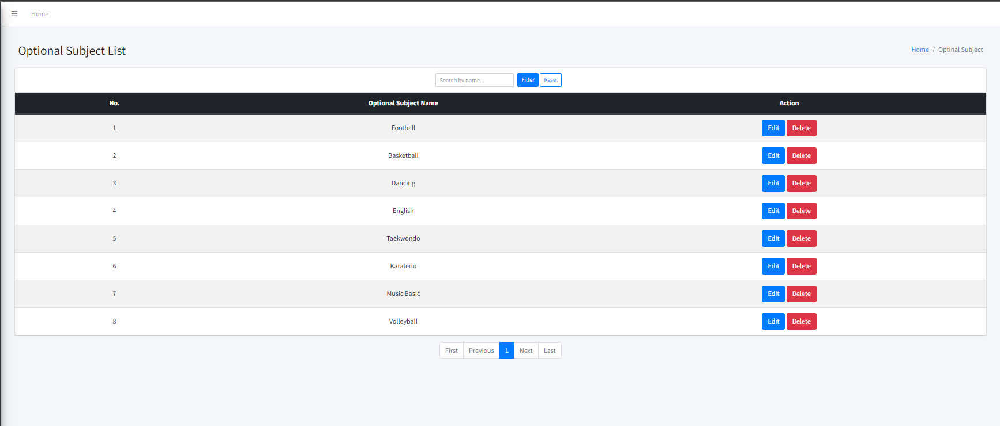 Home
Optional Subject List
Home / Optinal Subject
Search by name... Filter Reset
No. Optional Subject Name Action
1 Football Edit Delete
2 Basketball Edit Delete
3 Dancing Edit Delete
4 English Edit Delete
5 Taekwondo Edit Delete
6 Karatedo Edit Delete
7 Music Basic Edit Delete
8 Volleyball Edit Delete
First Previous 1 Next Last